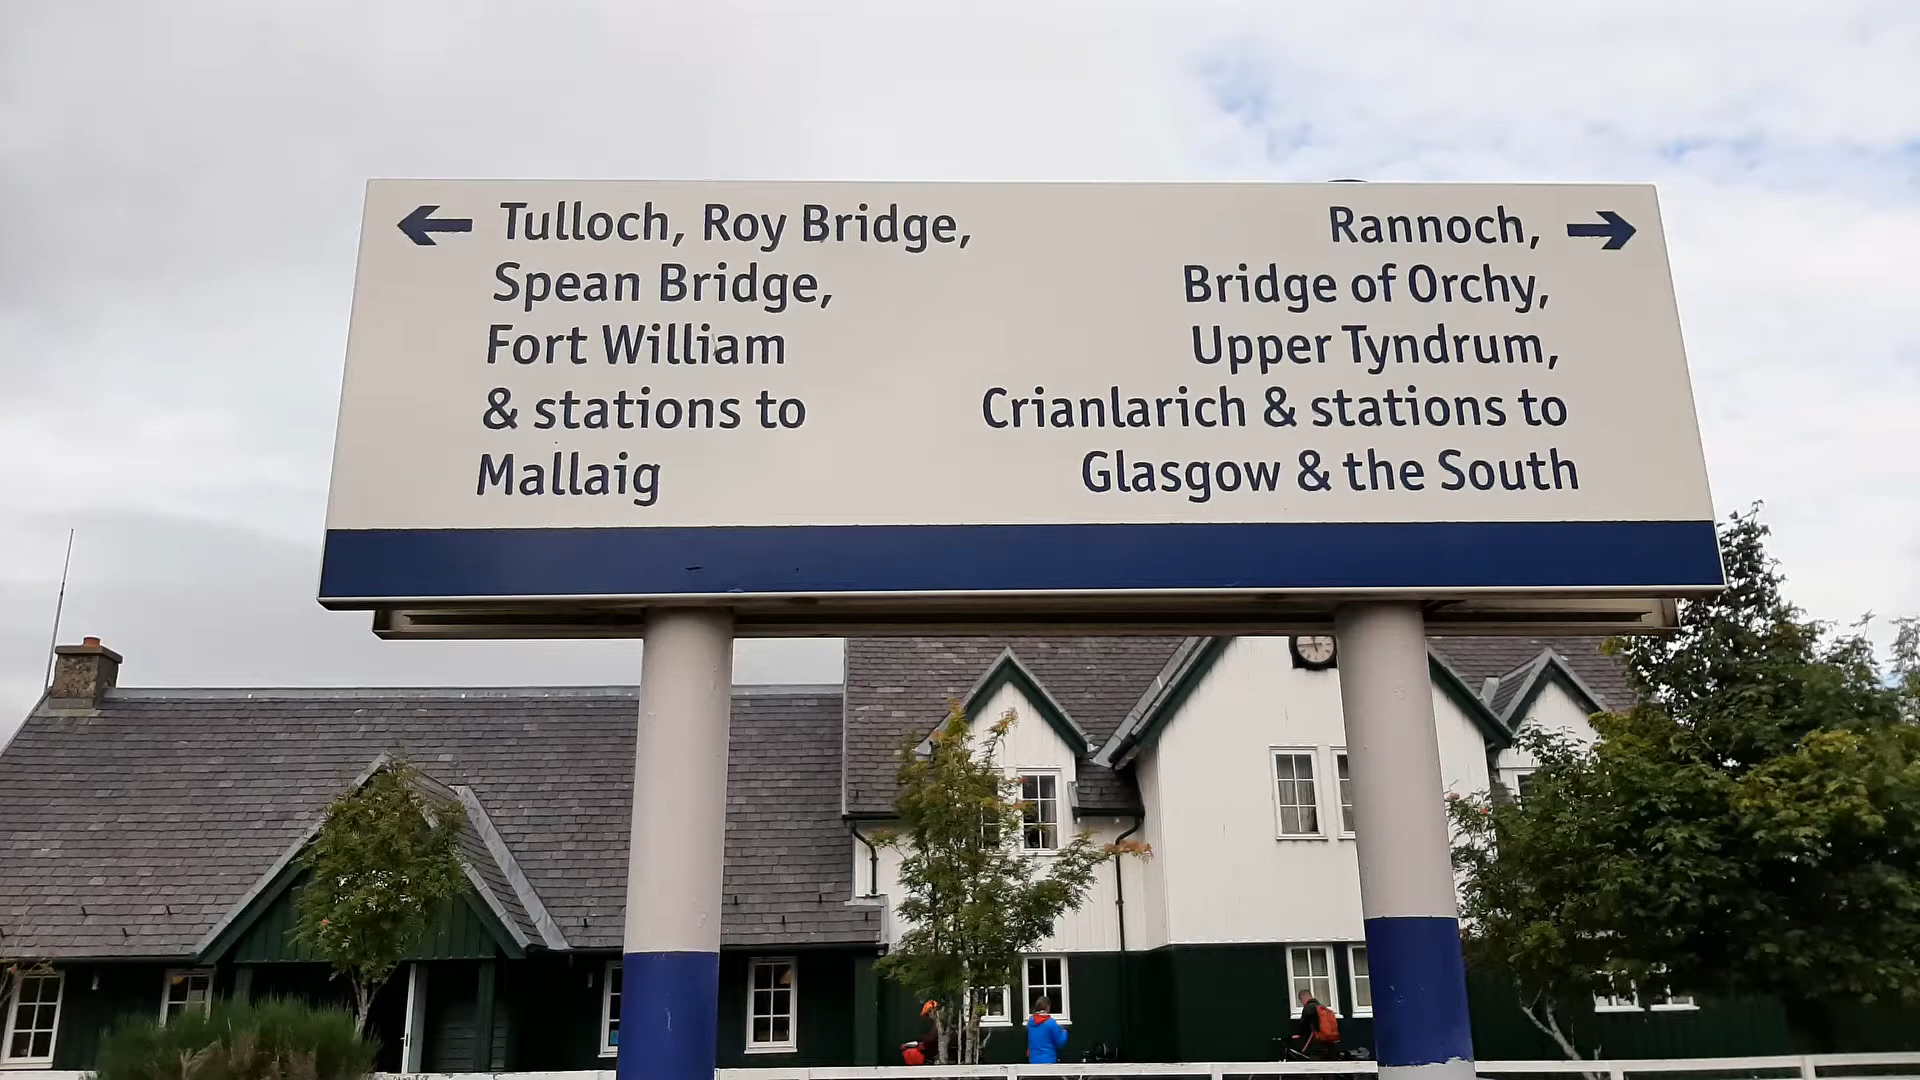 ← Tulloch, Roy Bridge,
Spean Bridge,
Fort William
& stations to
Mallaig
Rannoch, →
Bridge of Orchy,
Upper Tyndrum,
Crianlarich & stations to
Glasgow & the South